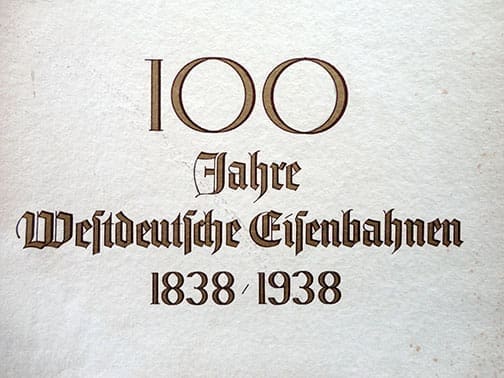 100
Jahre
Weſtdeutſche Eiſenbahnen
1838 / 1938